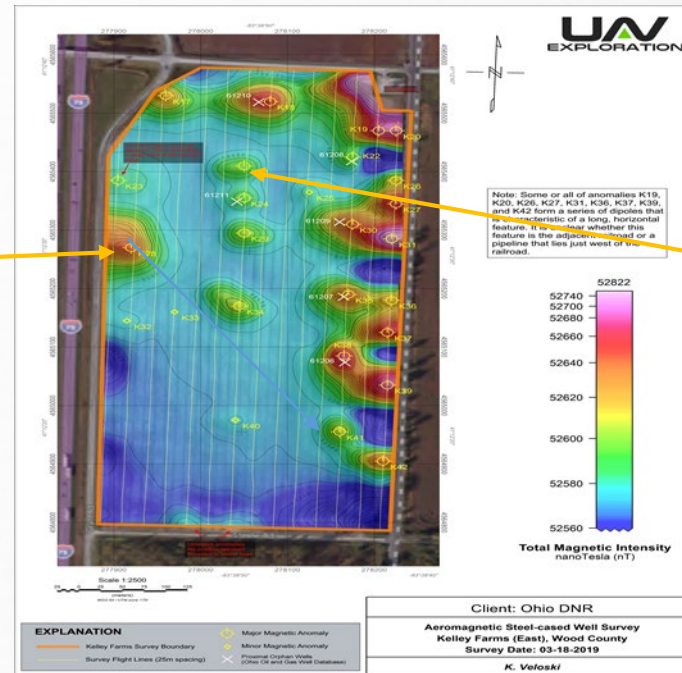 UAV
EXPLORATION
N
277900
278000
278100
278200
K17
61210
K18
K19
K20
61208
K22
K23
K26
61211
K24
K25
K27
61209
K30
K31
K29
K28
61207
K35
K36
K34
K33
K32
K37
61206
K38
K39
K40
K41
K42
Note: Some or all of anomalies K19,
K20, K26, K27, K31, K36, K37, K39,
and K42 form a series of dipoles that
is characteristic of a long, horizontal
feature. It is unclear whether this
feature is the adjacent railroad or a
pipeline that lies just west of the
railroad.
52822
52740
52700
52680
52660
52640
52620
52600
52580
52560
Total Magnetic Intensity
nanoTesla (nT)
277900
278000
278100
278200
Scale 1:2500
(meters)
EXPLANATION
Kelley Farms Survey Boundary
Survey Flight Lines (25m spacing)
Major Magnetic Anomaly
Minor Magnetic Anomaly
Proximal Orphan Wells
(Ohio Oil and Gas Well Database)
Client: Ohio DNR
Aeromagnetic Steel-cased Well Survey
Kelley Farms (East), Wood County
Survey Date: 03-18-2019
K. Veloski